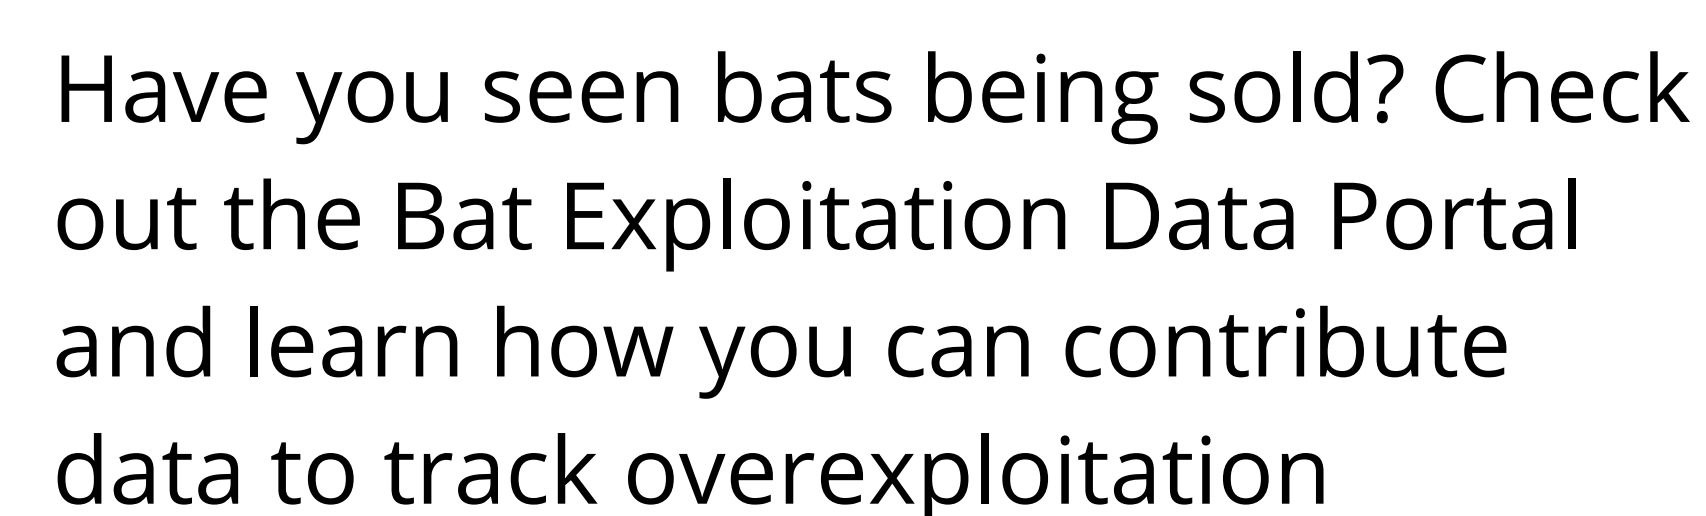 Have you seen bats being sold? Check
out the Bat Exploitation Data Portal
and learn how you can contribute
data to track overexploitation